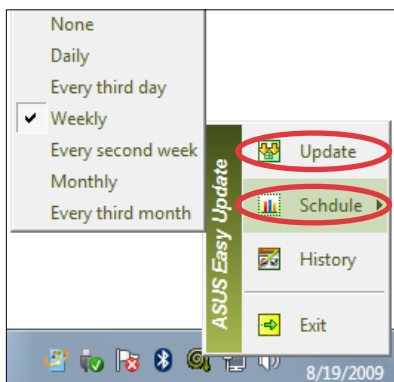 None
Daily
Every third day
Weekly
Every second week
Monthly
Every third month
ASUS Easy Update
Update
Schdule
History
Exit
8/19/2009